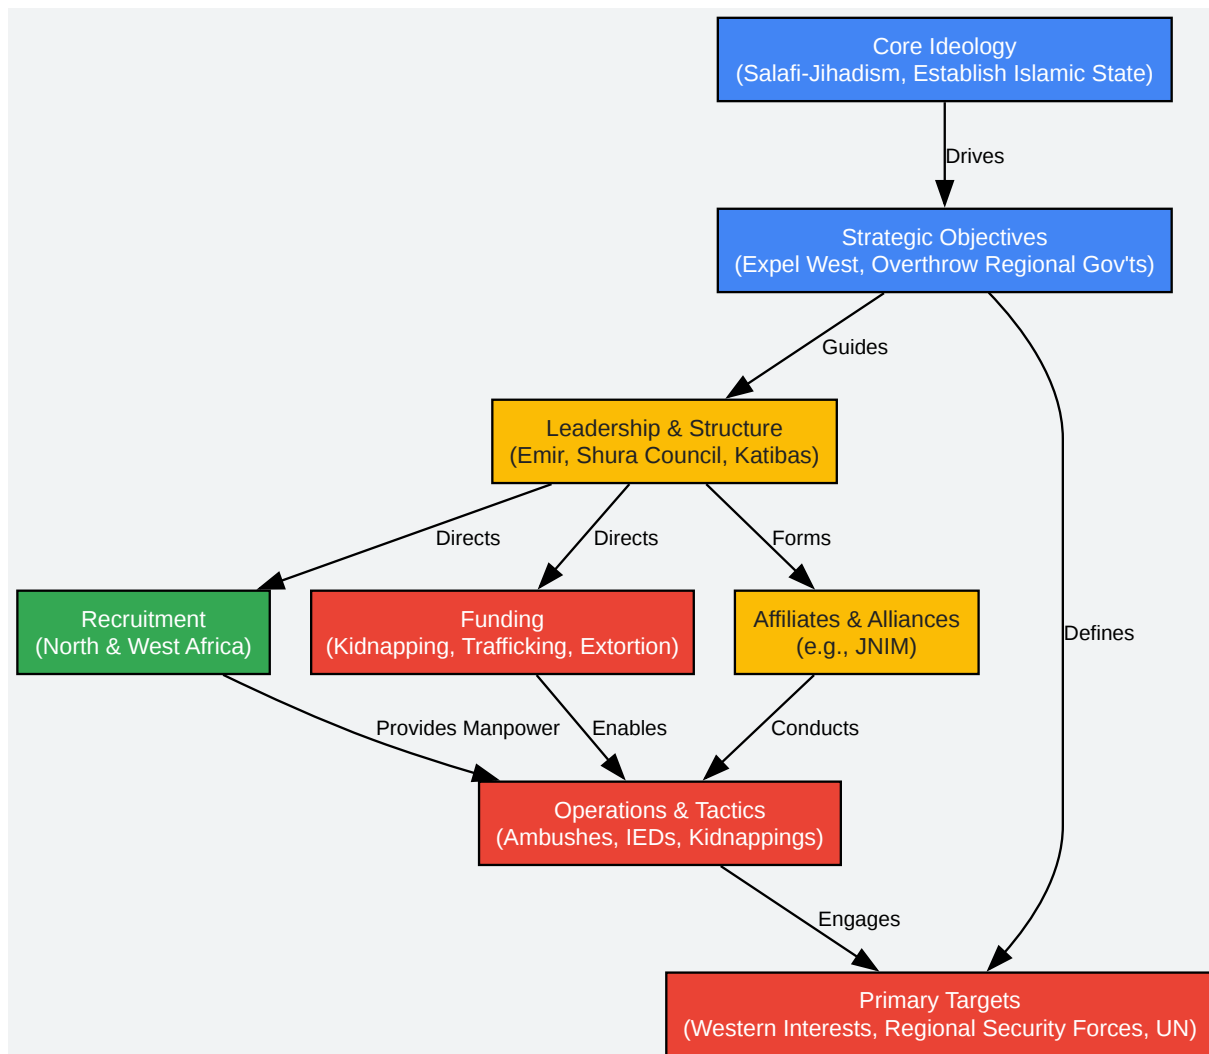 Core Ideology
(Salafi-Jihadism, Establish Islamic State)
Drives
Strategic Objectives
(Expel West, Overthrow Regional Gov'ts)
Guides
Leadership & Structure
(Emir, Shura Council, Katibas)
Directs
Directs
Forms
Recruitment
(North & West Africa)
Funding
(Kidnapping, Trafficking, Extortion)
Affiliates & Alliances
(e.g., JNIM)
Defines
Provides Manpower
Enables
Conducts
Operations & Tactics
(Ambushes, IEDs, Kidnappings)
Engages
Primary Targets
(Western Interests, Regional Security Forces, UN)